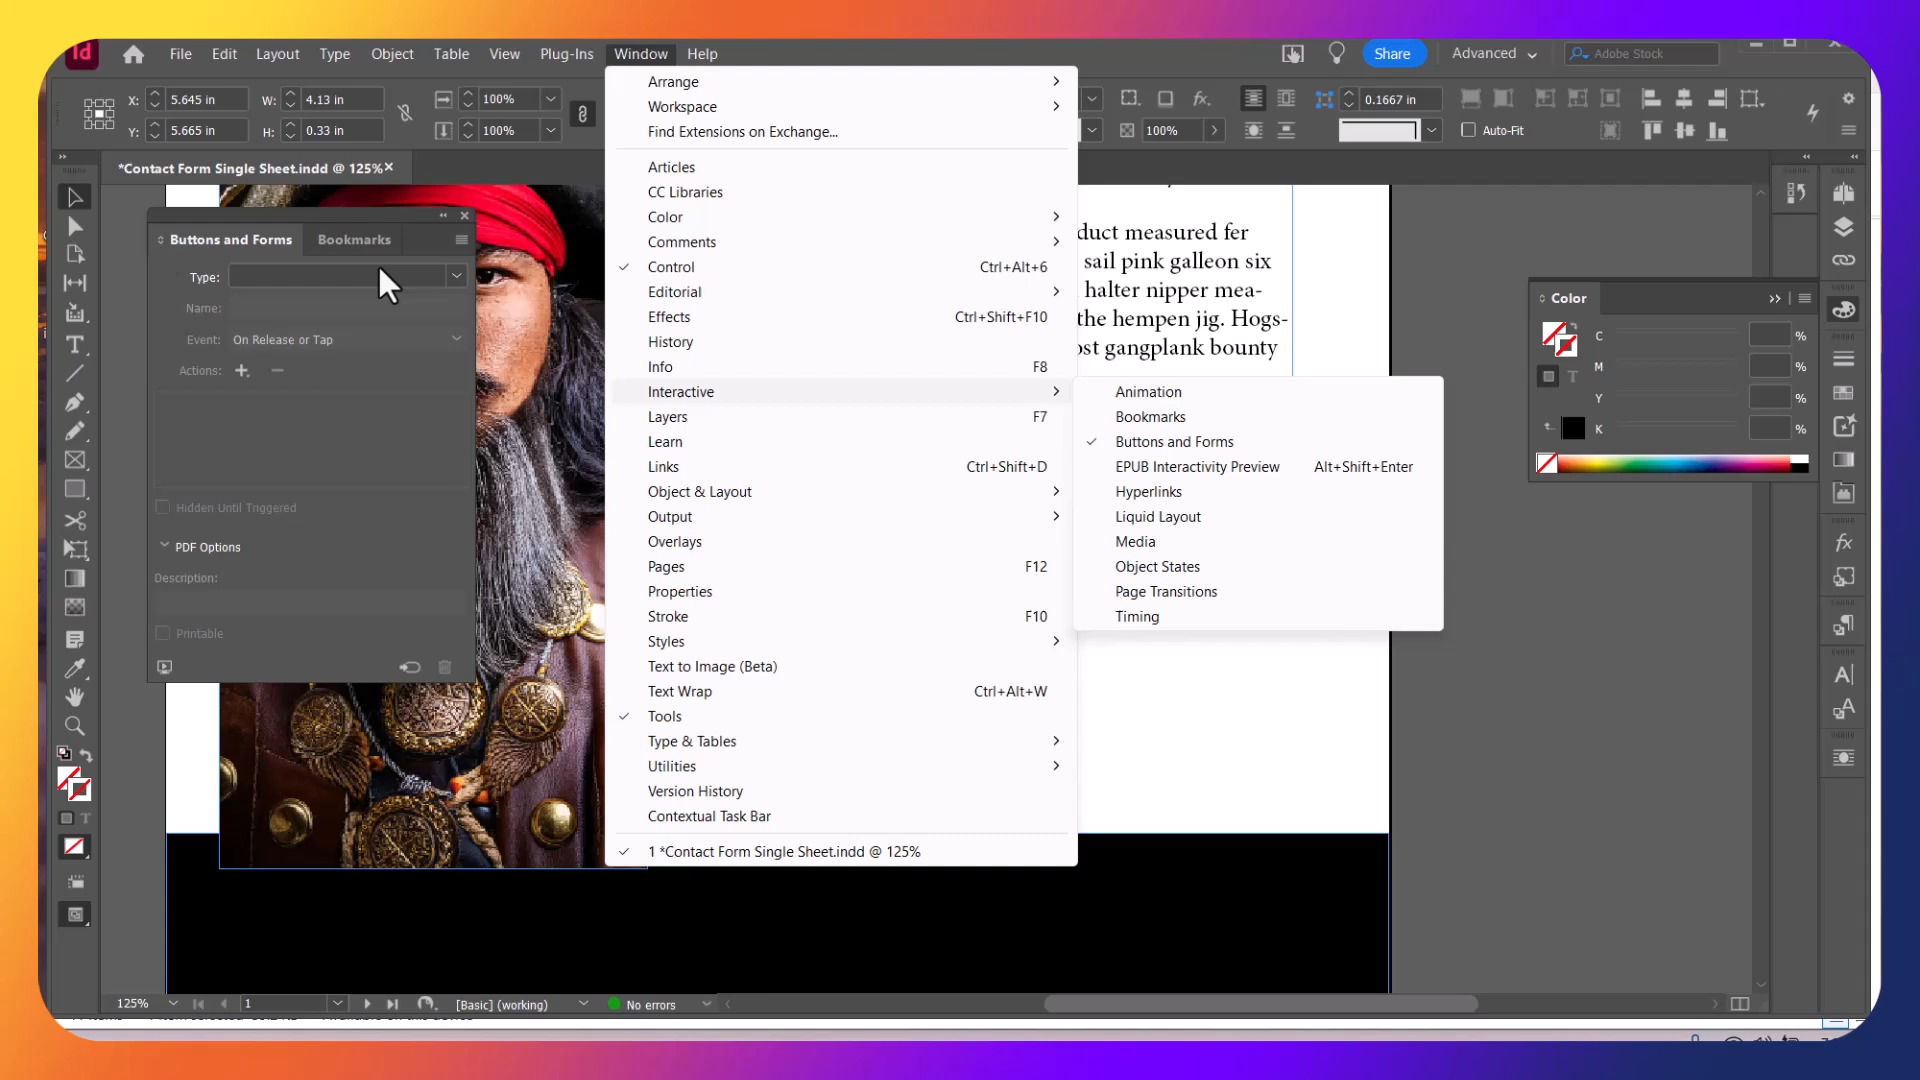 Id File Edit Layout Type Object Table View Plug-Ins Window Help Share Advanced Adobe Stock
X: 5.645 in W: 4.13 in 100% 0.1667 in
Y: 5.665 in H: 0.33 in 100% 100% Auto-Fit
*Contact Form Single Sheet.indd @ 125%
Buttons and Forms Bookmarks
Type:
Name:
Event: On Release or Tap
Actions:
Hidden Until Triggered
PDF Options
Description:
Printable
Arrange
Workspace
Find Extensions on Exchange...
Articles
CC Libraries
Color
Comments
Control Ctrl+Alt+6
Editorial
Effects Ctrl+Shift+F10
History
Info F8
Interactive
Layers F7
Learn
Links Ctrl+Shift+D
Object & Layout
Output
Overlays
Pages F12
Properties
Stroke F10
Styles
Text to Image (Beta)
Text Wrap Ctrl+Alt+W
Tools
Type & Tables
Utilities
Version History
Contextual Task Bar
1 *Contact Form Single Sheet.indd @ 125%
Animation
Bookmarks
Buttons and Forms
EPUB Interactivity Preview Alt+Shift+Enter
Hyperlinks
Liquid Layout
Media
Object States
Page Transitions
Timing
duct measured fer
sail pink galleon six
halter nipper mea-
the hempen jig. Hogs-
ost gangplank bounty
Color
C %
M %
Y %
K %
125% 1 [Basic] (working) No errors